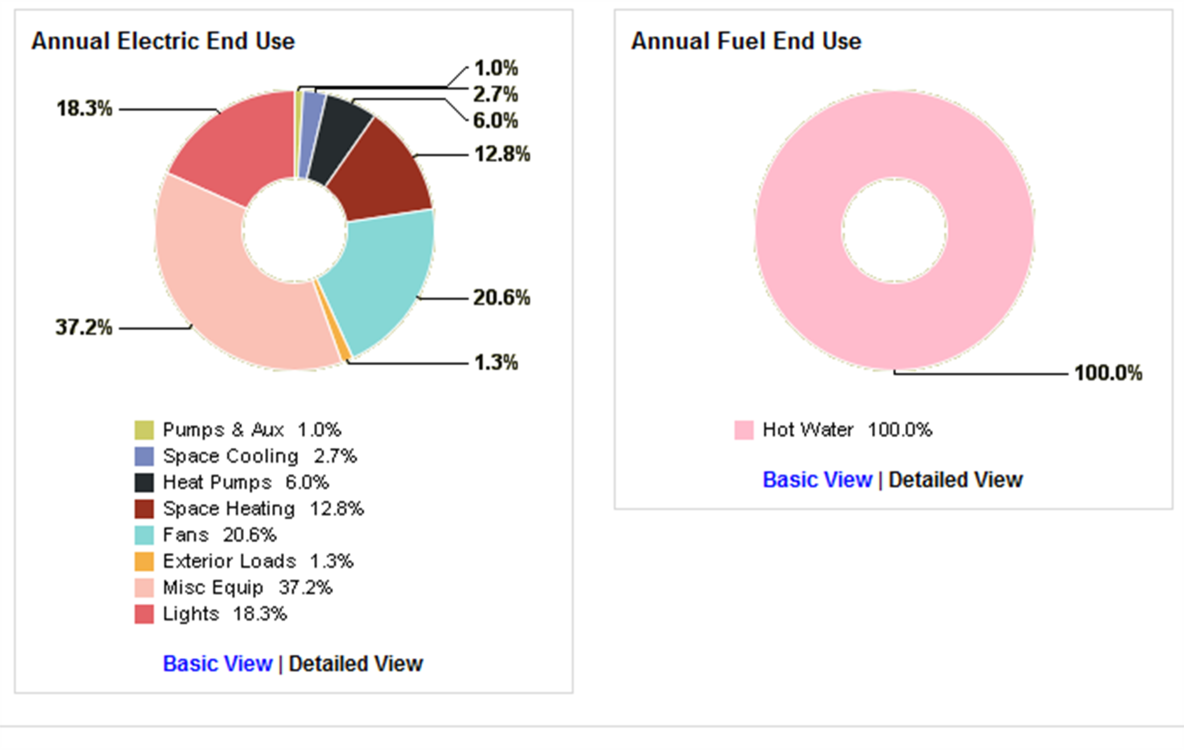 Annual Electric End Use
1.0%
2.7%
6.0%
12.8%
18.3%
20.6%
37.2%
1.3%
Pumps & Aux 1.0%
Space Cooling 2.7%
Heat Pumps 6.0%
Space Heating 12.8%
Fans 20.6%
Exterior Loads 1.3%
Misc Equip 37.2%
Lights 18.3%
Basic View | Detailed View
Annual Fuel End Use
100.0%
Hot Water 100.0%
Basic View | Detailed View